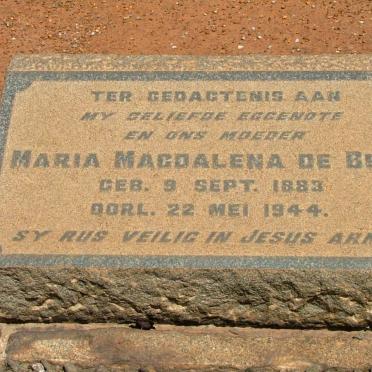 TER GEDACTENIS AAN
MY GELIEFDE EGGENOTE
EN ONS MOEDER
MARIA MAGDALENA DE
GEB. 9 SEPT. 1883
OORL. 22 MEI 1944.
SY RUS VEILIG IN JESUS